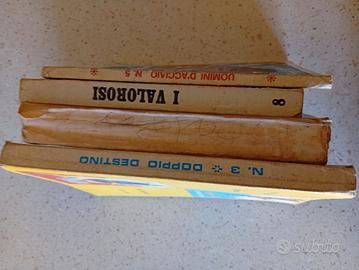 UOMINI D'ACCIAIO - N. 5 *
I VALOROSI 8
N. 3 * DOPPIO DESTINO
subito